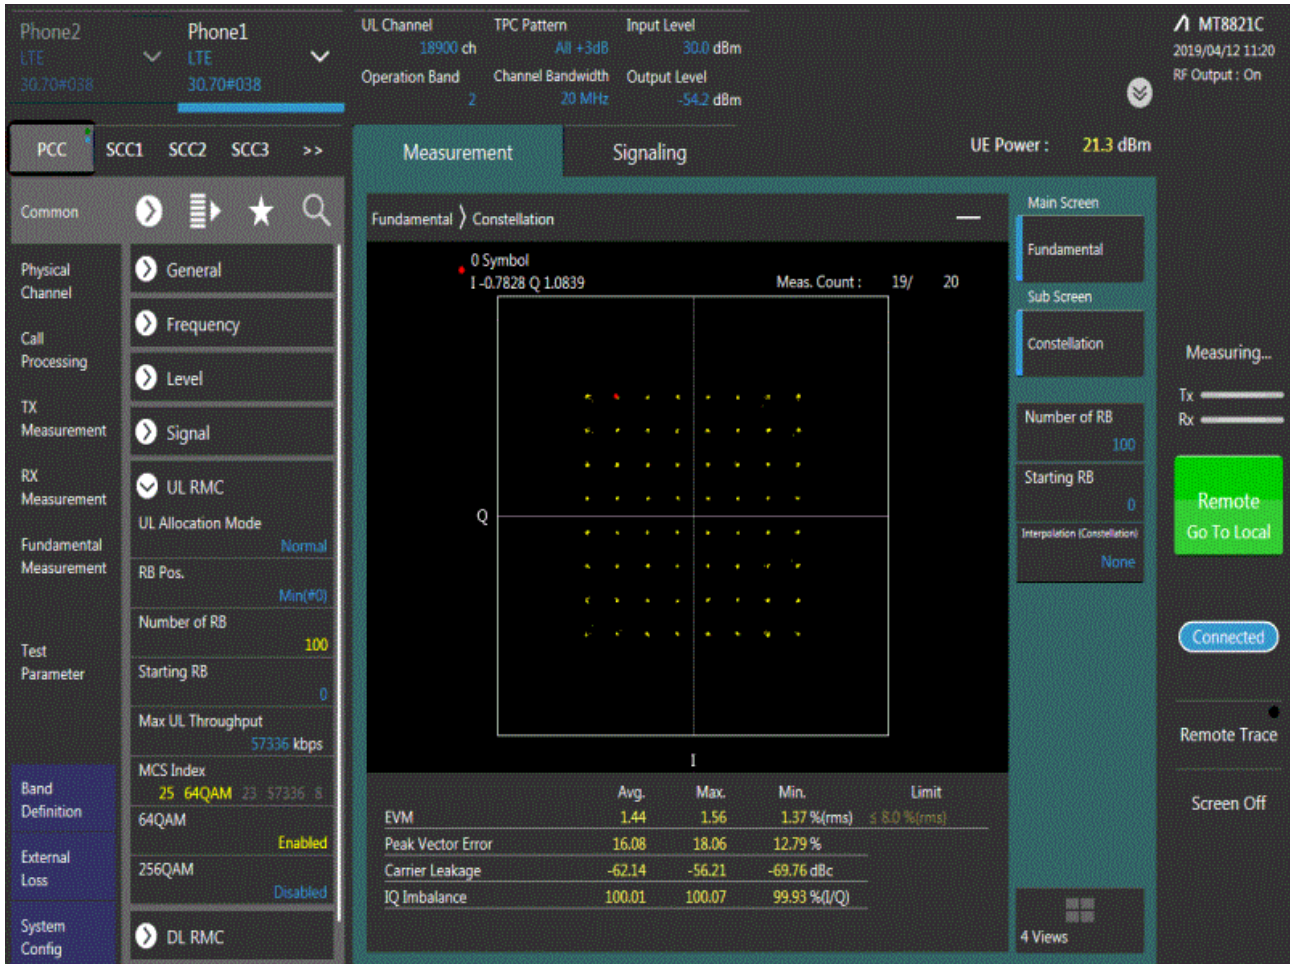 Phone2
LTE
30.70#038
Phone1
LTE
30.70#038
UL Channel
18900 ch
TPC Pattern
All +3dB
Input Level
30.0 dBm
Operation Band
2
Channel Bandwidth
20 MHz
Output Level
-54.2 dBm
MT8821C
2019/04/12 11:20
RF Output : On
PCC SCC1 SCC2 SCC3 >>
Measurement
Signaling
UE Power : 21.3 dBm
Common
Physical
Channel
Call
Processing
TX
Measurement
RX
Measurement
Fundamental
Measurement
Test
Parameter
Band
Definition
External
Loss
System
Config
General
Frequency
Level
Signal
UL RMC
UL Allocation Mode
Normal
RB Pos.
Min(#0)
Number of RB
100
Starting RB
0
Max UL Throughput
57336 kbps
MCS Index
25 64QAM 23 57336 8
64QAM
Enabled
256QAM
Disabled
DL RMC
Fundamental 〉 Constellation
0 Symbol
I -0.7828 Q 1.0839
Meas. Count : 19/ 20
Q
I
Avg. Max. Min. Limit
EVM 1.44 1.56 1.37 %(rms) ≤ 8.0 %(rms)
Peak Vector Error 16.08 18.06 12.79 %
Carrier Leakage -62.14 -56.21 -69.76 dBc
IQ Imbalance 100.01 100.07 99.93 %(I/Q)
Main Screen
Fundamental
Sub Screen
Constellation
Number of RB
100
Starting RB
0
Interpolation (Constellation)
None
4 Views
Measuring...
Tx
Rx
Remote
Go To Local
Connected
Remote Trace
Screen Off